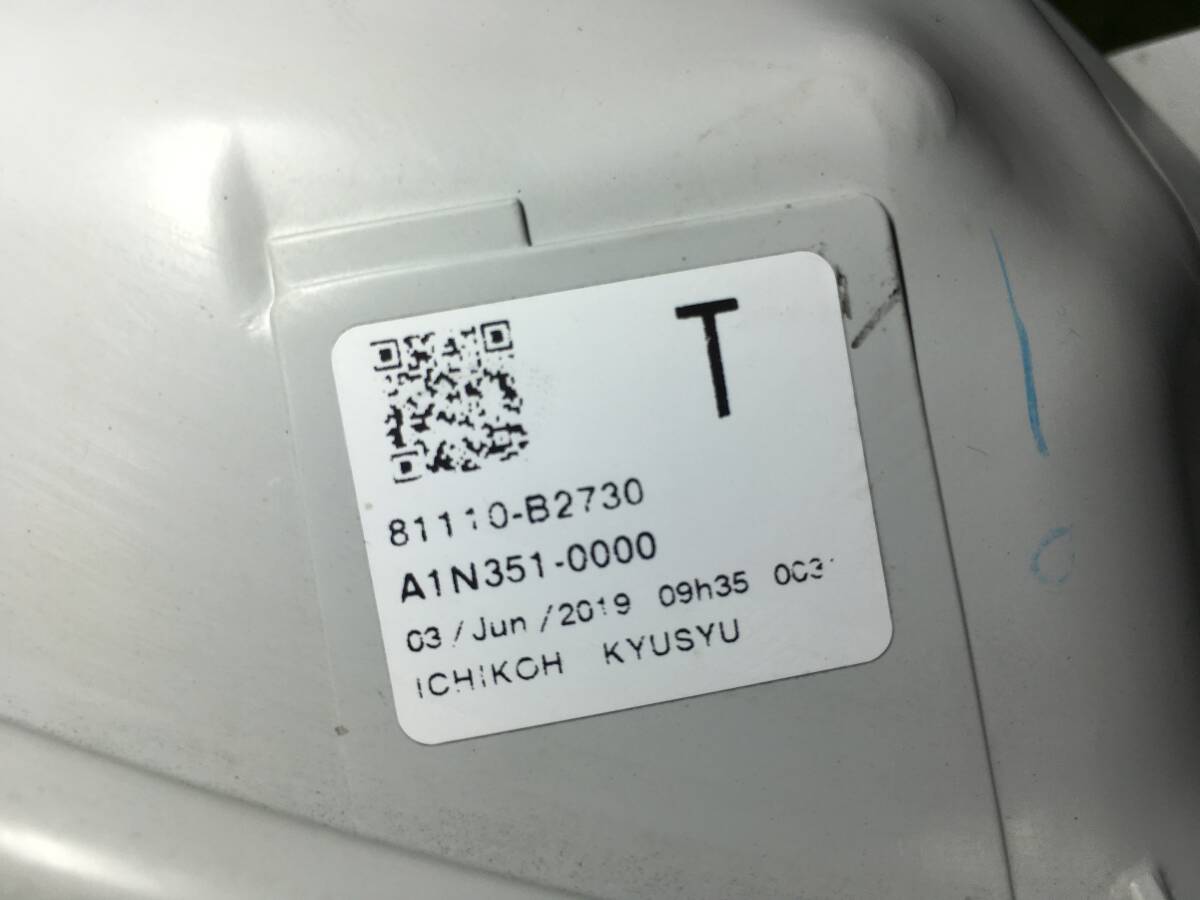 T
81110-B2730
A1N351-0000
03/Jun/2019 09h35
ICHIKOH KYUSYU